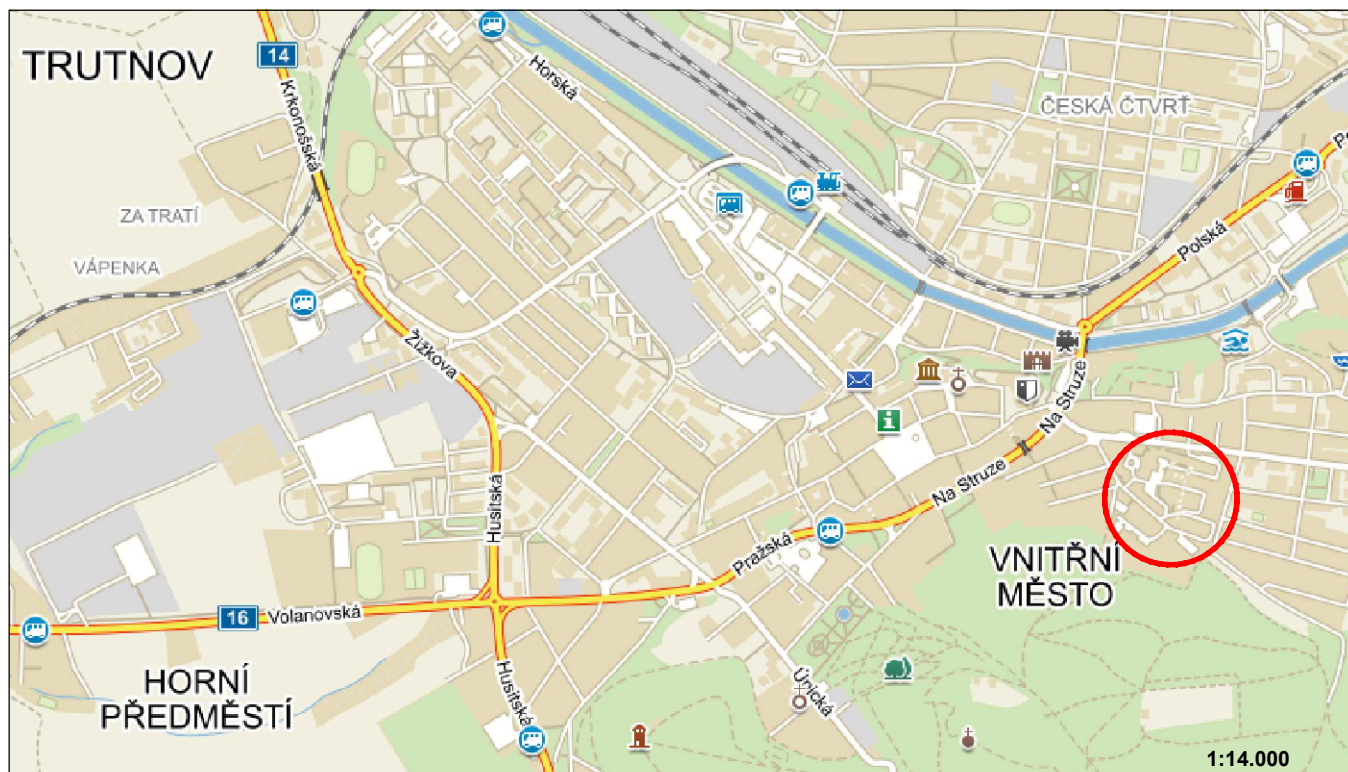 TRUTNOV
14
Krkonošská
Horská
ČESKÁ ČTVRŤ
ZA TRATÍ
VÁPENKA
Polská
Žižkova
Na Struze
Na Struze
Husitská
Pražská
VNITŘNÍ
MĚSTO
16
Volanovská
HORNÍ
PŘEDMĚSTÍ
Husitská
Úpická
1:14.000